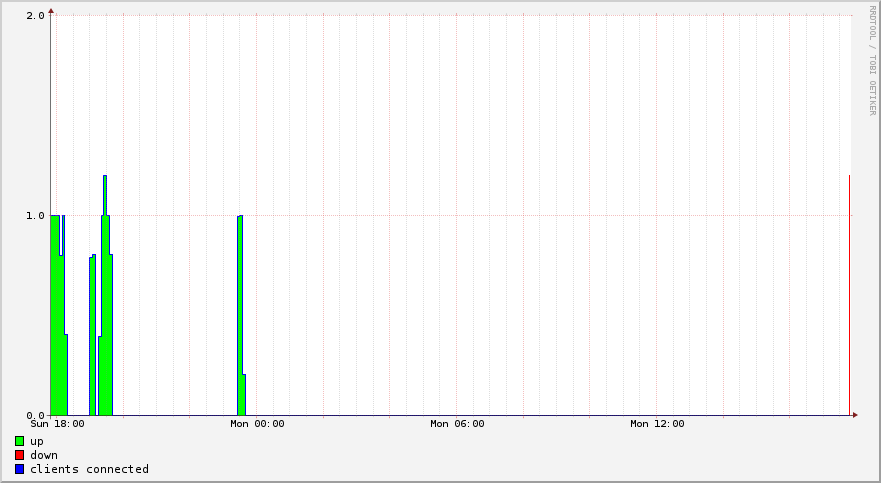 2.0
1.0
0.0
Sun 18:00 Mon 00:00 Mon 06:00 Mon 12:00
up
down
clients connected
RRDTOOL / TOBI OETIKER